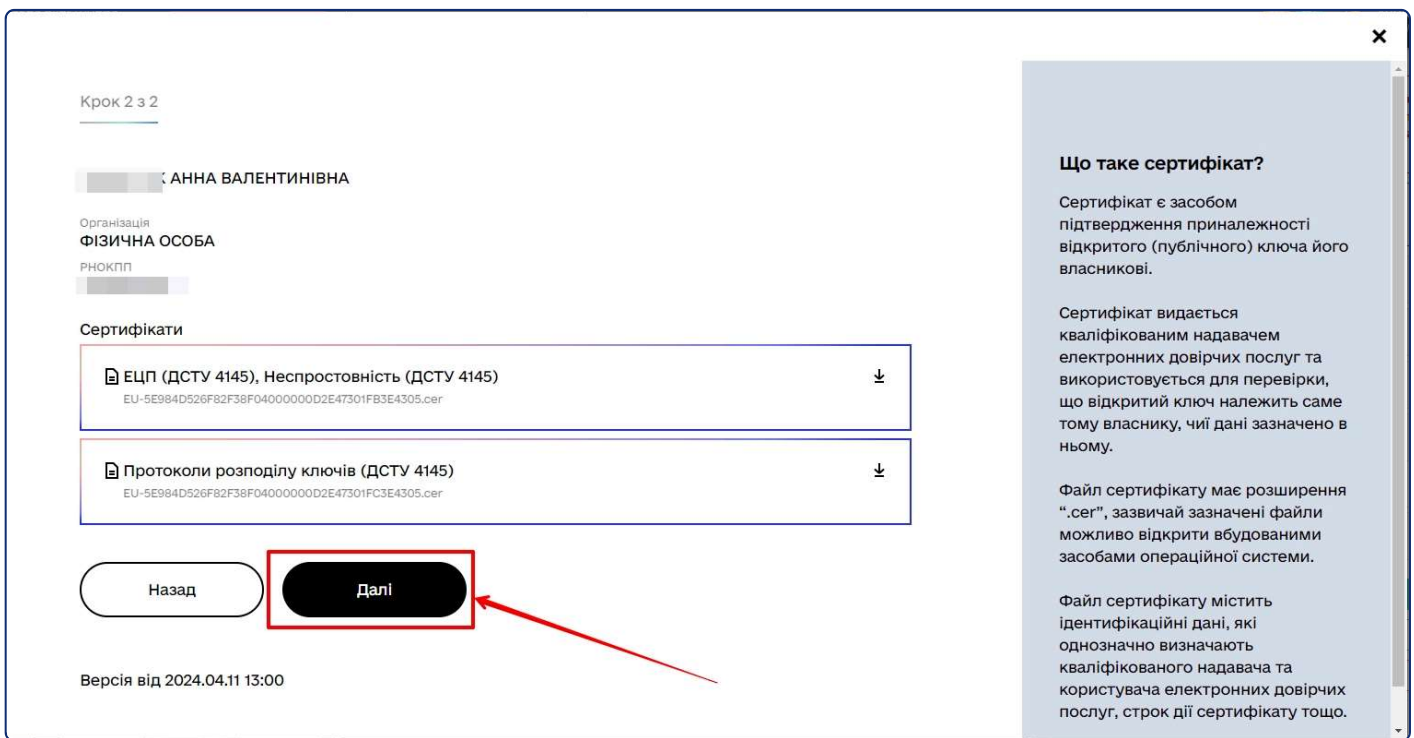 Крок 2 з 2
АННА ВАЛЕНТИНІВНА
Організація
ФІЗИЧНА ОСОБА
РНОКПП
Сертифікати
ЕЦП (ДСТУ 4145), Неспростовність (ДСТУ 4145)
EU-5E984D526F82F38F04000000D2E47301FB3E4305.cer
Протоколи розподілу ключів (ДСТУ 4145)
EU-5E984D526F82F38F04000000D2E47301FC3E4305.cer
Назад
Далі
Версія від 2024.04.11 13:00
Що таке сертифікат?
Сертифікат є засобом
підтвердження приналежності
відкритого (публічного) ключа його
власникові.
Сертифікат видається
кваліфікованим надавачем
електронних довірчих послуг та
використовується для перевірки,
що відкритий ключ належить саме
тому власнику, чиї дані зазначено в
ньому.
Файл сертифікату має розширення
“.cer”, зазвичай зазначені файли
можливо відкрити вбудованими
засобами операційної системи.
Файл сертифікату містить
ідентифікаційні дані, які
однозначно визначають
кваліфікованого надавача та
користувача електронних довірчих
послуг, строк дії сертифікату тощо.